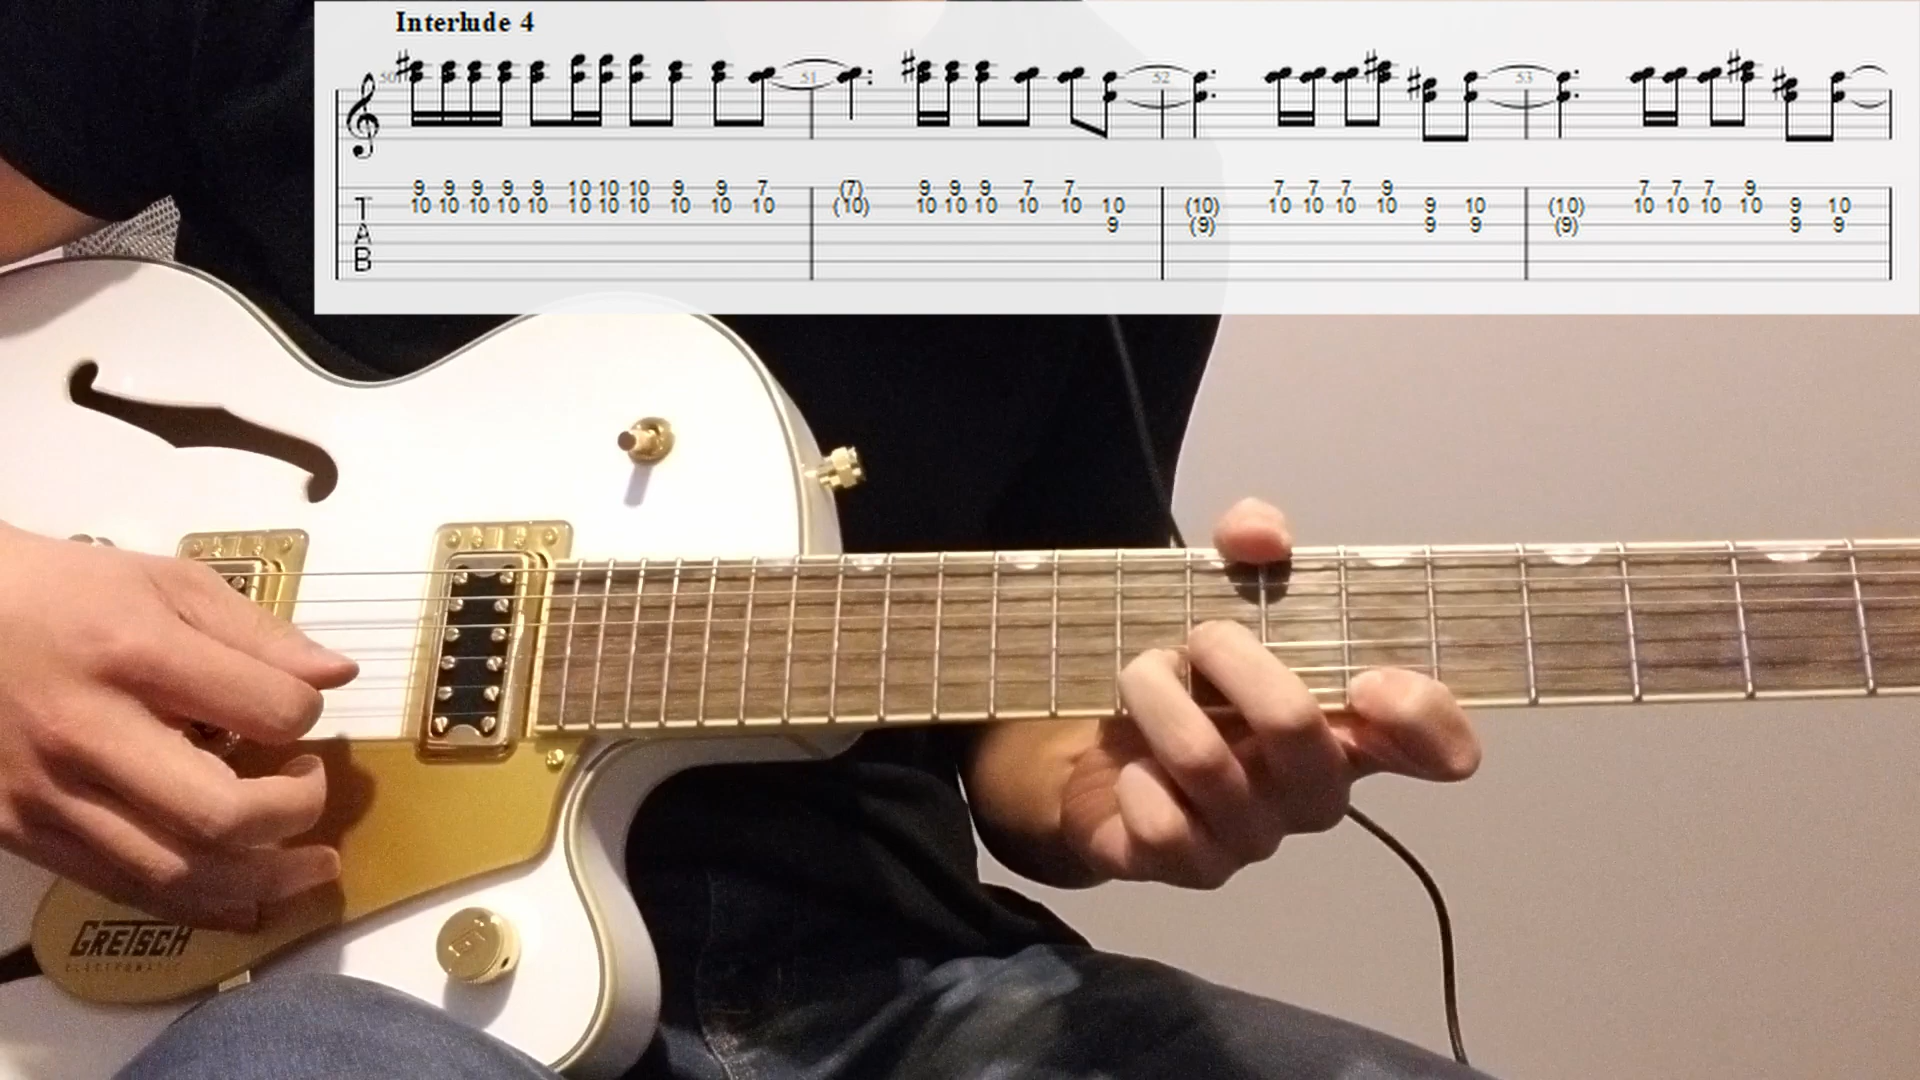 Interlude 4
50 51 52 53
9 9 9 9 9 10 10 10 9 9 7 (7) 9 9 9 7 7 7 7 7 9 7 7 7 9
T 10 10 10 10 10 10 10 10 10 10 10 (10) 10 10 10 10 10 10 (10) 10 10 10 10 9 10 (10) 10 10 10 10 9 10
A 9 (9) 9 9 (9) 9 9
B
GRETSCH
ELECTROMATIC